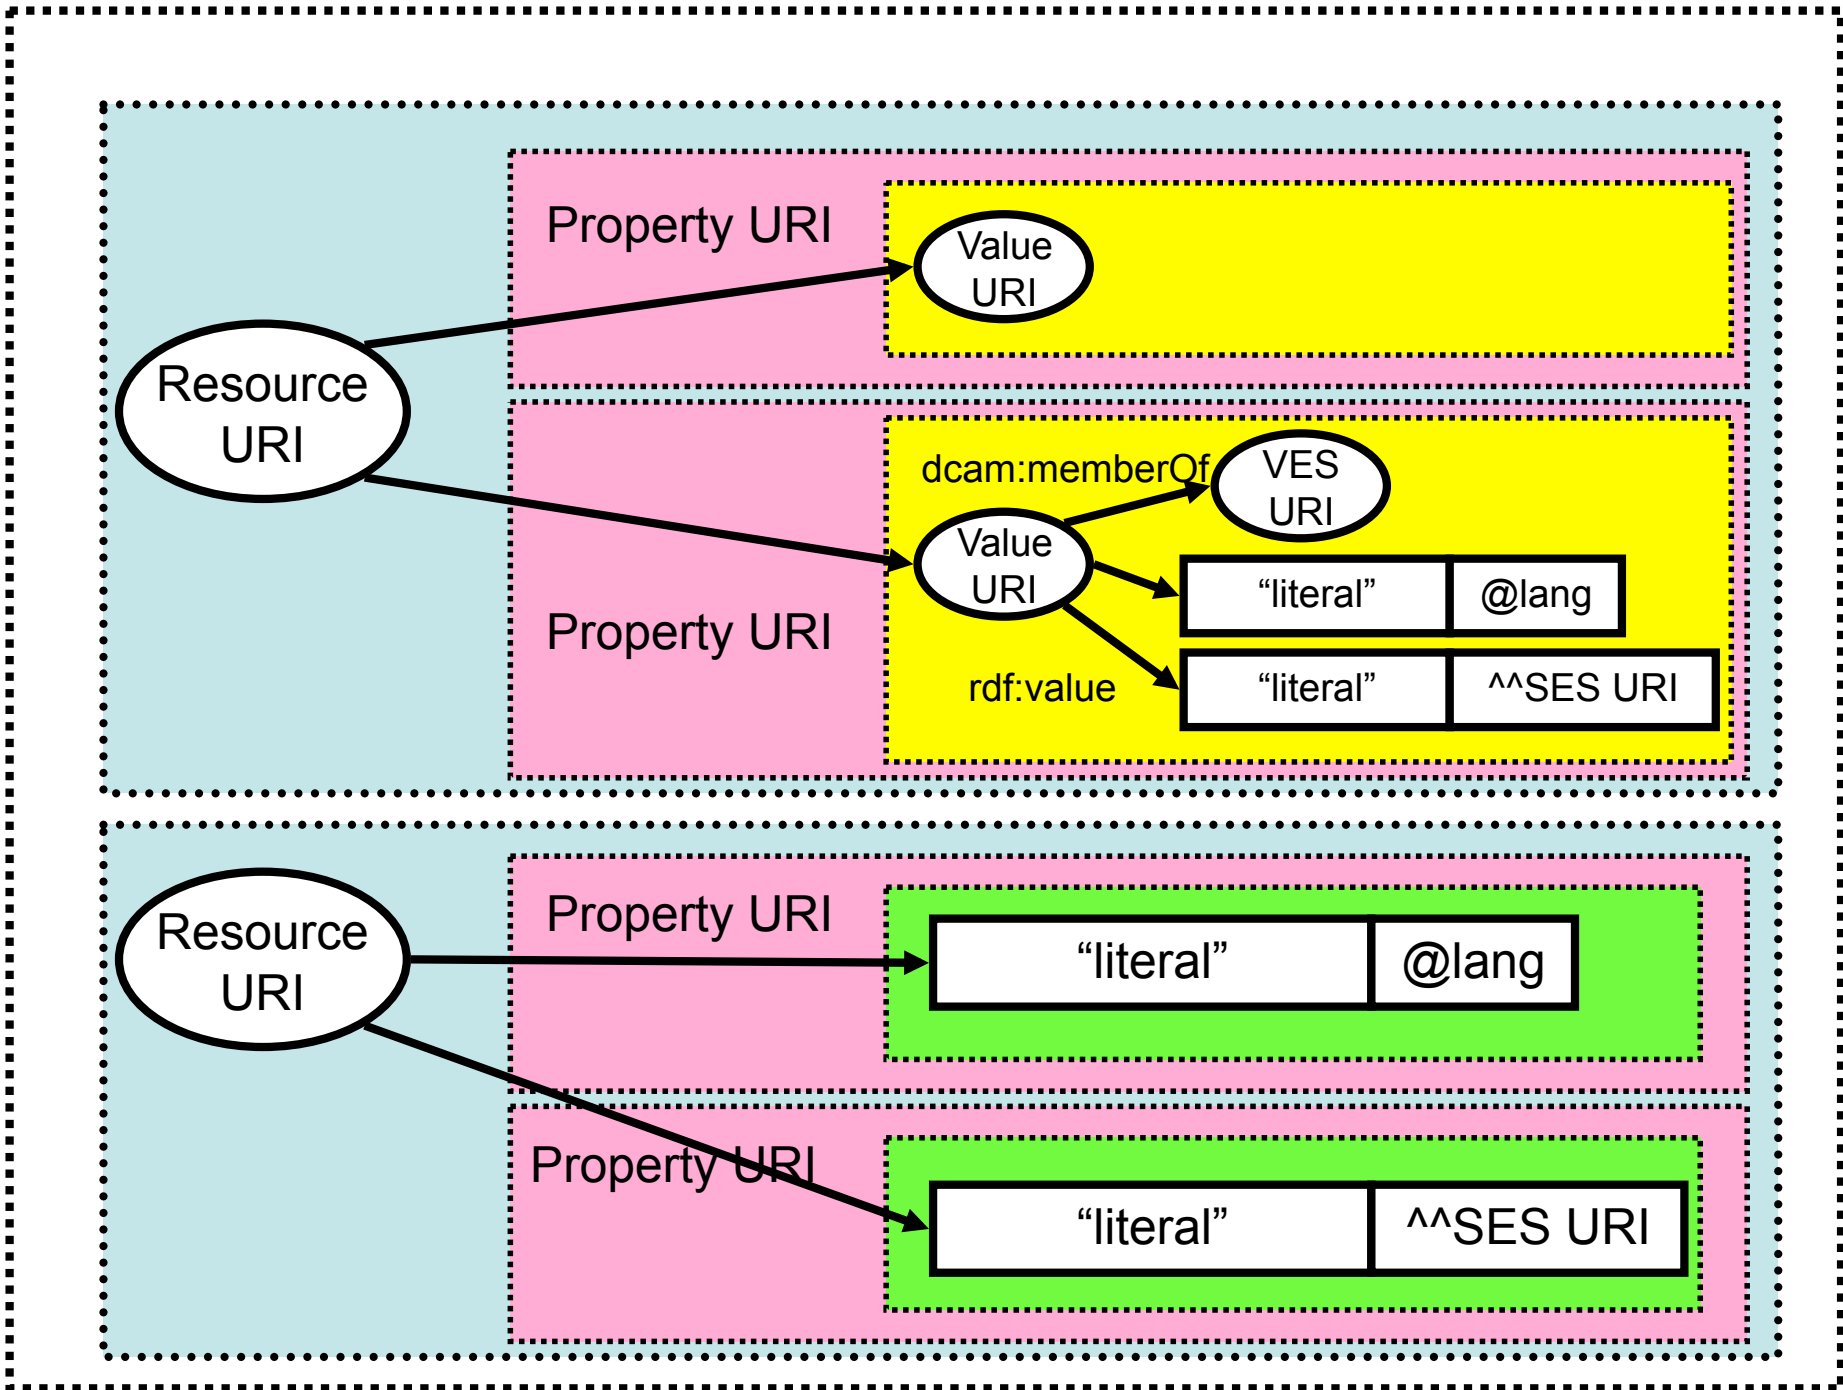 Property URI
Value
URI
Resource
URI
dcam:memberOf
VES
URI
Value
URI
“literal” @lang
Property URI
rdf:value
“literal” ^^SES URI
Resource
URI
Property URI
“literal” @lang
Property URI
“literal” ^^SES URI